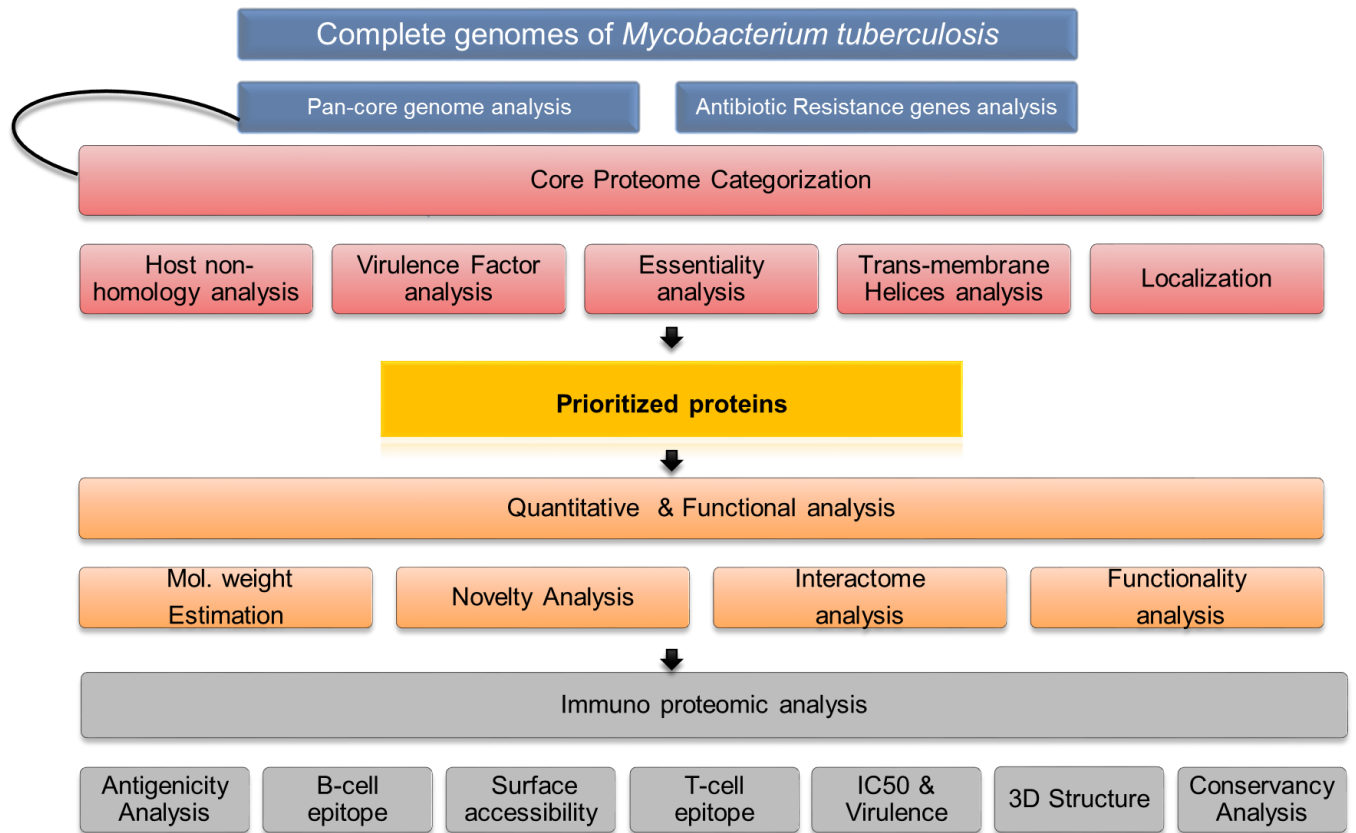 Complete genomes of Mycobacterium tuberculosis
Pan-core genome analysis
Antibiotic Resistance genes analysis
Core Proteome Categorization
Host non-
homology analysis
Virulence Factor
analysis
Essentiality
analysis
Trans-membrane
Helices analysis
Localization
Prioritized proteins
Quantitative & Functional analysis
Mol. weight
Estimation
Novelty Analysis
Interactome
analysis
Functionality
analysis
Immuno proteomic analysis
Antigenicity
Analysis
B-cell
epitope
Surface
accessibility
T-cell
epitope
IC50 &
Virulence
3D Structure
Conservancy
Analysis